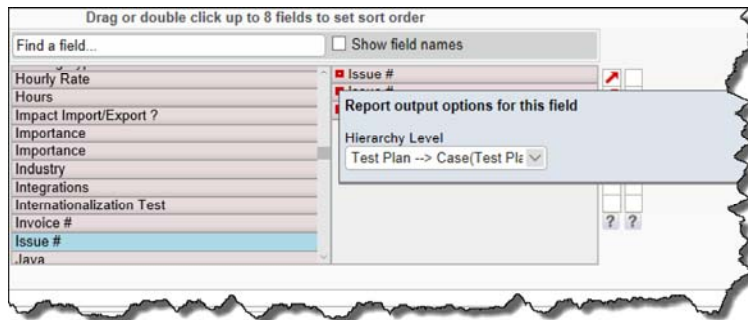 Drag or double click up to 8 fields to set sort order
Find a field...
Show field names
Hourly Rate
Hours
Impact Import/Export ?
Importance
Importance
Industry
Integrations
Internationalization Test
Invoice #
Issue #
Java
Issue #
Issue #
Report output options for this field
Hierarchy Level
Test Plan --> Case(Test Pla
? ?